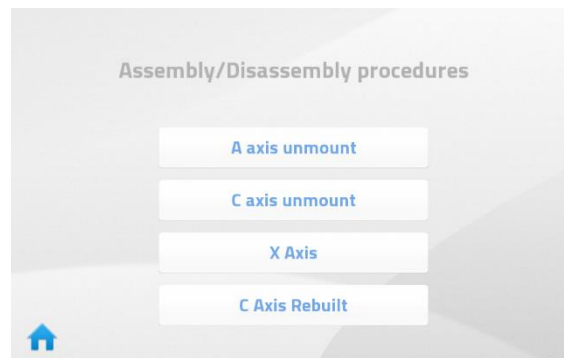 Assembly/Disassembly procedures
A axis unmount
C axis unmount
X Axis
C Axis Rebuilt